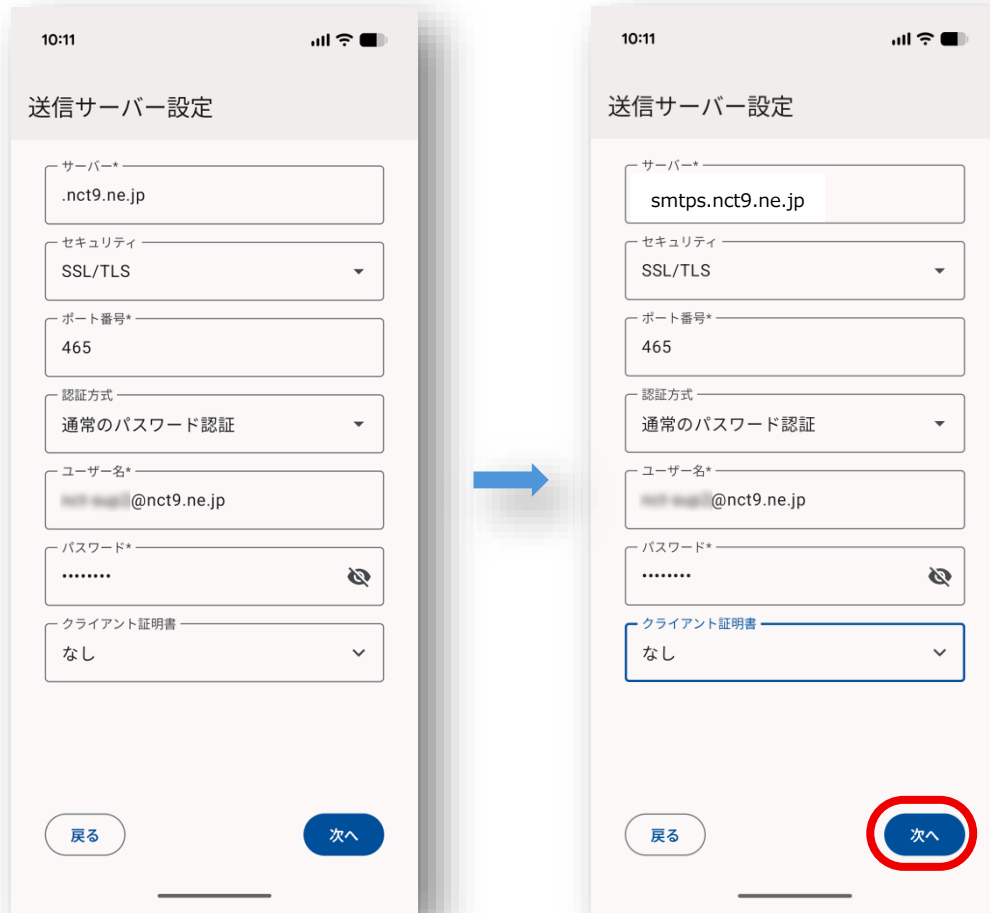 10:11
送信サーバー設定
サーバー*
.nct9.ne.jp
セキュリティ
SSL/TLS
ポート番号*
465
認証方式
通常のパスワード認証
ユーザー名*
@nct9.ne.jp
パスワード*
••••••••
クライアント証明書
なし
戻る
次へ
10:11
送信サーバー設定
サーバー*
smtps.nct9.ne.jp
セキュリティ
SSL/TLS
ポート番号*
465
認証方式
通常のパスワード認証
ユーザー名*
@nct9.ne.jp
パスワード*
••••••••
クライアント証明書
なし
戻る
次へ